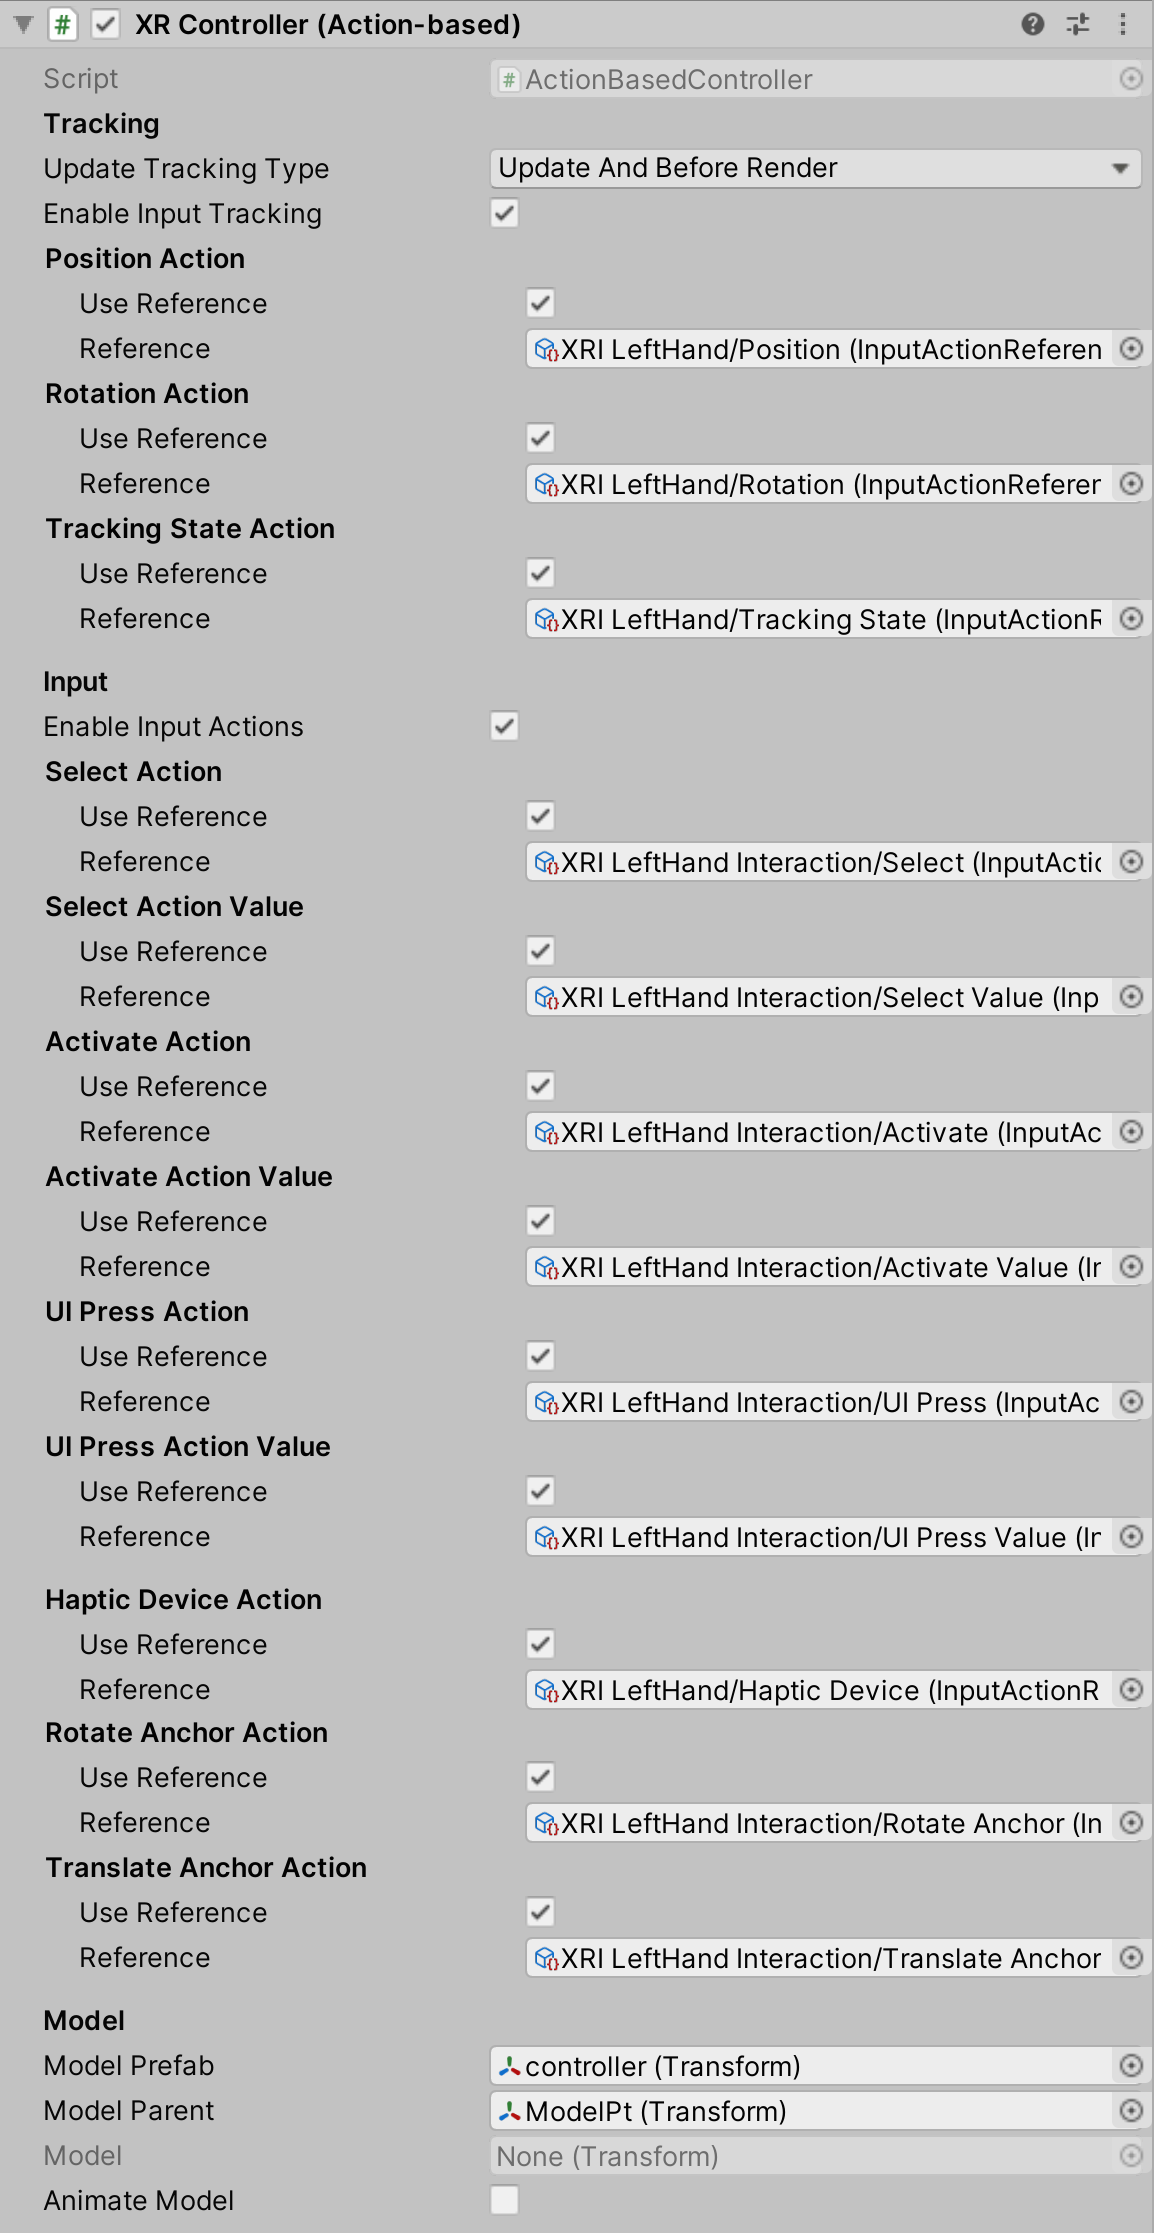 XR Controller (Action-based)
Script # ActionBasedController
Tracking
Update Tracking Type Update And Before Render
Enable Input Tracking
Position Action
Use Reference
Reference XRI LeftHand/Position (InputActionReferen
Rotation Action
Use Reference
Reference XRI LeftHand/Rotation (InputActionReferen
Tracking State Action
Use Reference
Reference XRI LeftHand/Tracking State (InputActionR
Input
Enable Input Actions
Select Action
Use Reference
Reference XRI LeftHand Interaction/Select (InputActio
Select Action Value
Use Reference
Reference XRI LeftHand Interaction/Select Value (Inp
Activate Action
Use Reference
Reference XRI LeftHand Interaction/Activate (InputAc
Activate Action Value
Use Reference
Reference XRI LeftHand Interaction/Activate Value (In
UI Press Action
Use Reference
Reference XRI LeftHand Interaction/UI Press (InputAc
UI Press Action Value
Use Reference
Reference XRI LeftHand Interaction/UI Press Value (In
Haptic Device Action
Use Reference
Reference XRI LeftHand/Haptic Device (InputActionR
Rotate Anchor Action
Use Reference
Reference XRI LeftHand Interaction/Rotate Anchor (In
Translate Anchor Action
Use Reference
Reference XRI LeftHand Interaction/Translate Anchor
Model
Model Prefab controller (Transform)
Model Parent ModelPt (Transform)
Model None (Transform)
Animate Model